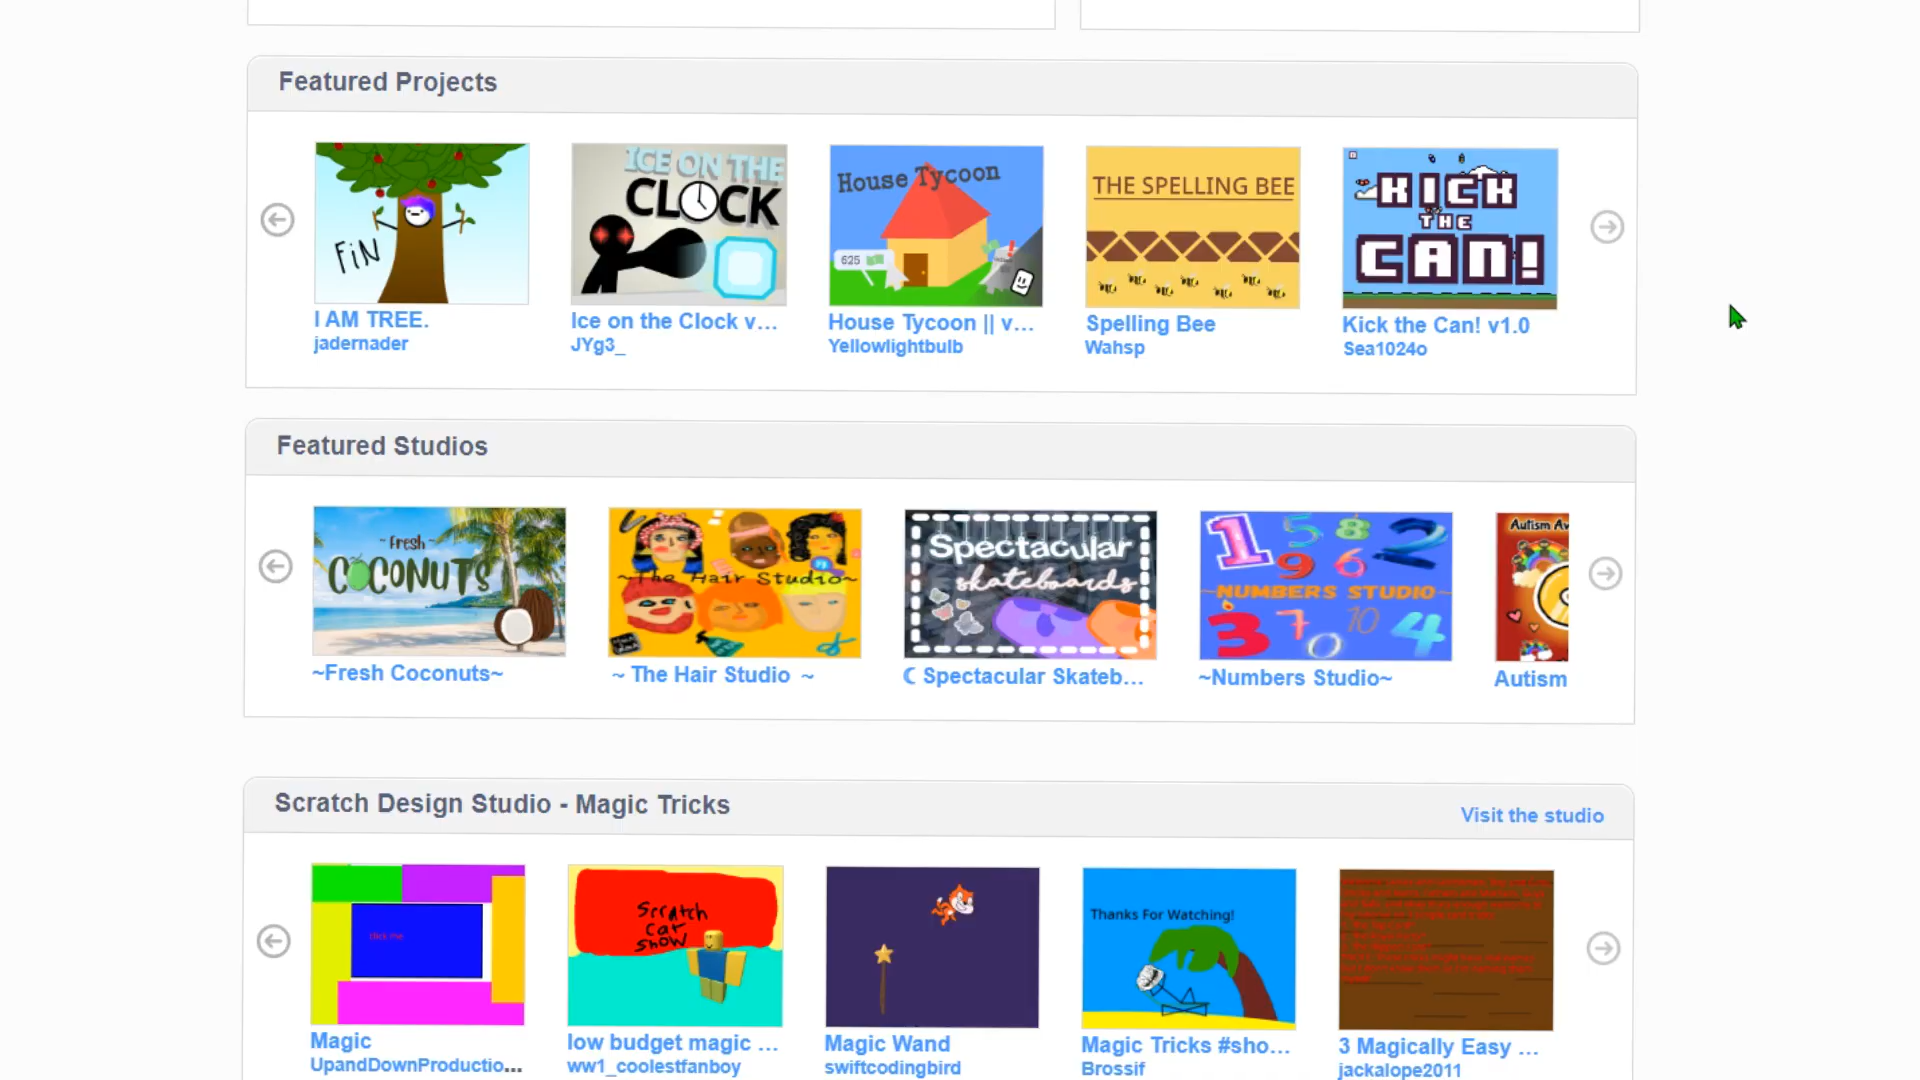 Featured Projects
FiN
ICE ON THE
CLOCK
House Tycoon
625
THE SPELLING BEE
KICK
THE
CAN!
I AM TREE.
jadernader
Ice on the Clock v...
JYg3_
House Tycoon || v...
Yellowlightbulb
Spelling Bee
Wahsp
Kick the Can! v1.0
Sea1024o
Featured Studios
~Fresh~
COCONUTS
~The Hair Studio~
Spectacular
skateboards
1 5 8 2
9 6
~NUMBERS STUDIO~
3 7 0 10 4
Autism Aw
~Fresh Coconuts~
~ The Hair Studio ~
☾ Spectacular Skateb...
~Numbers Studio~
Autism
Scratch Design Studio - Magic Tricks
Visit the studio
click me
Scratch
Cat
Show
Thanks For Watching!
Magic
UpandDownProductio...
low budget magic ...
ww1_coolestfanboy
Magic Wand
swiftcodingbird
Magic Tricks #sho...
Brossif
3 Magically Easy ...
jackalope2011